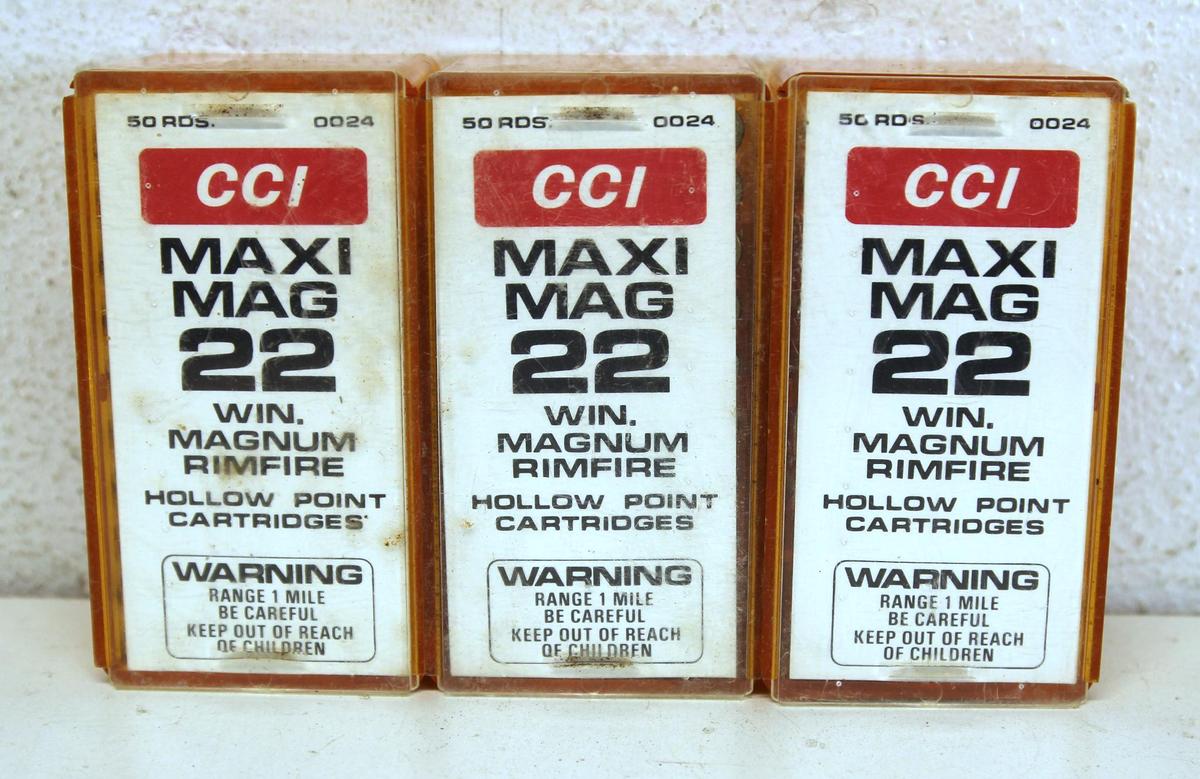 50 RDS. 0024
CCI
MAXI
MAG
22
WIN.
MAGNUM
RIMFIRE
HOLLOW POINT
CARTRIDGES
WARNING
RANGE 1 MILE
BE CAREFUL
KEEP OUT OF REACH
OF CHILDREN
50 RDS. 0024
CCI
MAXI
MAG
22
WIN.
MAGNUM
RIMFIRE
HOLLOW POINT
CARTRIDGES
WARNING
RANGE 1 MILE
BE CAREFUL
KEEP OUT OF REACH
OF CHILDREN
50 RDS. 0024
CCI
MAXI
MAG
22
WIN.
MAGNUM
RIMFIRE
HOLLOW POINT
CARTRIDGES
WARNING
RANGE 1 MILE
BE CAREFUL
KEEP OUT OF REACH
OF CHILDREN